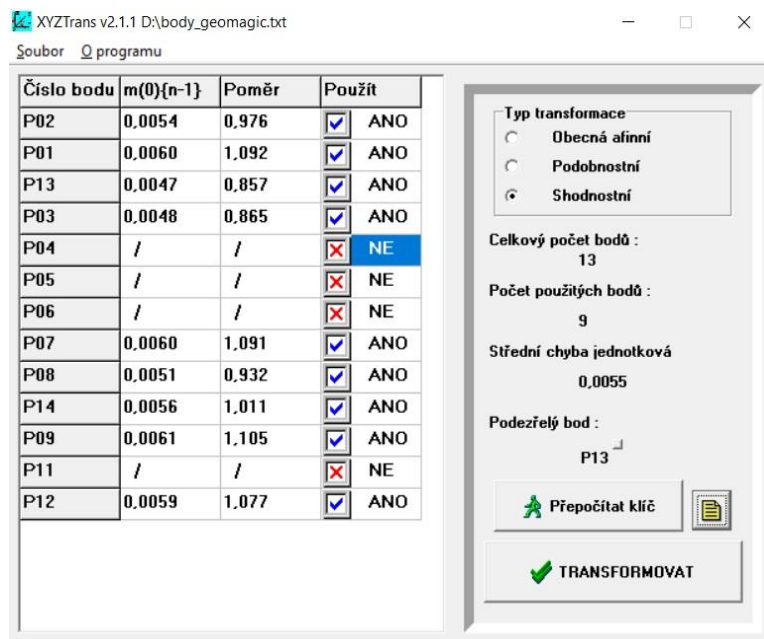 XYZTrans v2.1.1 D:\body_geomagic.txt
Soubor O programu
Číslo bodu m(0){n-1} Poměr Použít
P02 0,0054 0,976 ANO
P01 0,0060 1,092 ANO
P13 0,0047 0,857 ANO
P03 0,0048 0,865 ANO
P04 / / NE
P05 / / NE
P06 / / NE
P07 0,0060 1,091 ANO
P08 0,0051 0,932 ANO
P14 0,0056 1,011 ANO
P09 0,0061 1,105 ANO
P11 / / NE
P12 0,0059 1,077 ANO
Typ transformace
Obecná afinní
Podobnostní
Shodnostní
Celkový počet bodů :
13
Počet použitých bodů :
9
Střední chyba jednotková
0,0055
Podezřelý bod :
P13
Přepočítat klíč
TRANSFORMOVAT